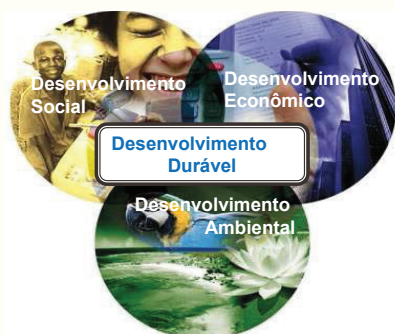 Desenvolvimento
Social
Desenvolvimento
Econômico
Desenvolvimento
Durável
Desenvolvimento
Ambiental